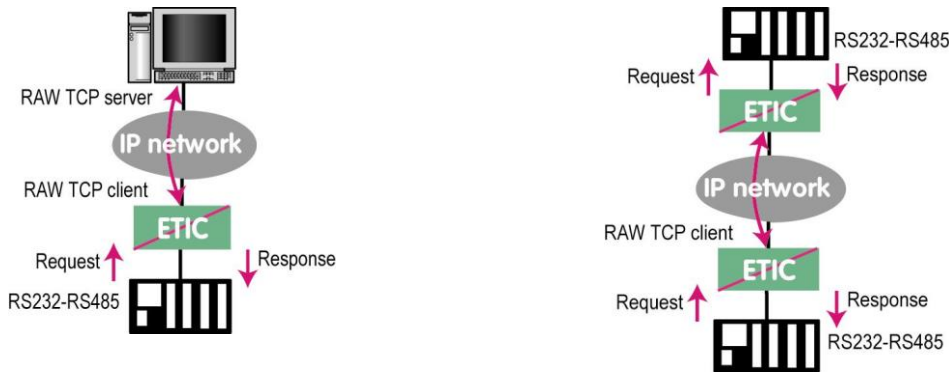 RAW TCP server
IP network
RAW TCP client
ETIC
Request
Response
RS232-RS485
RS232-RS485
Request
Response
ETIC
IP network
RAW TCP client
ETIC
Request
Response
RS232-RS485